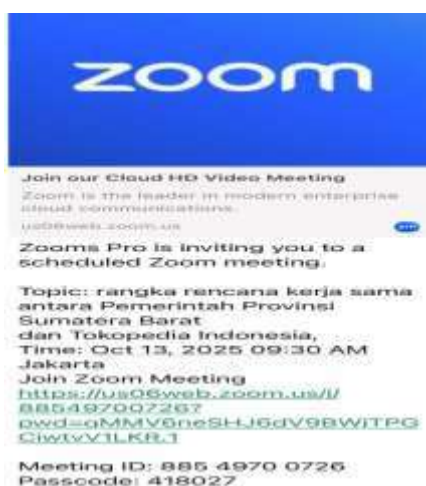 zoom
Join our Cloud HD Video Meeting
Zoom is the leader in modern enterprise
cloud communications.
us06web.zoom.us
Zooms Pro is inviting you to a
scheduled Zoom meeting.
Topic: rangka rencana kerja sama
antara Pemerintah Provinsi
Sumatera Barat
dan Tokopedia Indonesia,
Time: Oct 13, 2025 09:30 AM
Jakarta
Join Zoom Meeting
https://us06web.zoom.us/j/
88549700726?
pwd=qMMV6neSHJ6dV9BWjTPG
CjwtvV1LKR.1
Meeting ID: 885 4970 0726
Passcode: 418027